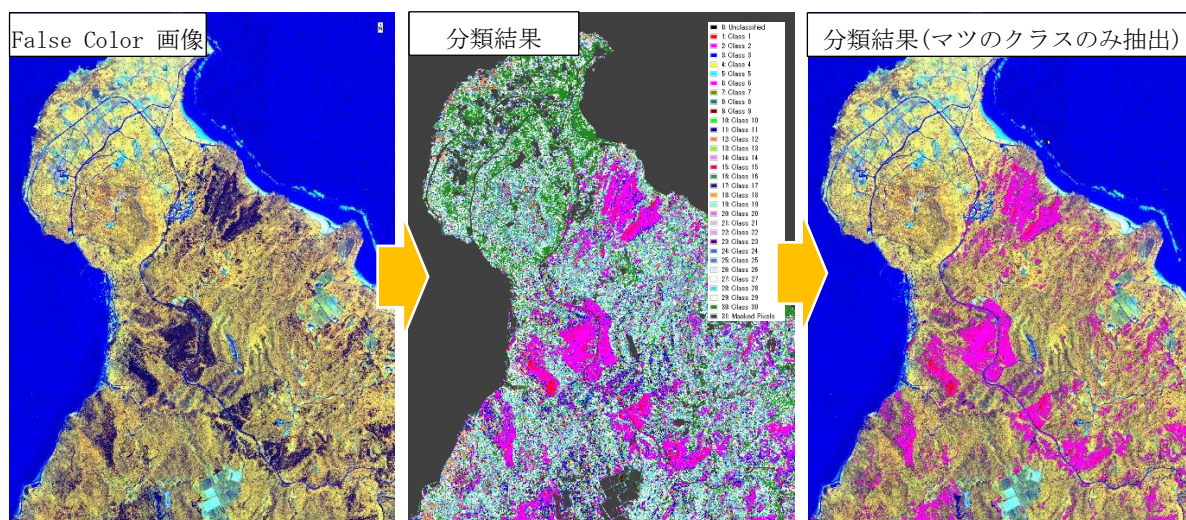 False Color 画像
N
分類結果
0: Unclassified
1: Class 1
2: Class 2
3: Class 3
4: Class 4
5: Class 5
6: Class 6
7: Class 7
8: Class 8
9: Class 9
10: Class 10
11: Class 11
12: Class 12
13: Class 13
14: Class 14
15: Class 15
16: Class 16
17: Class 17
18: Class 18
19: Class 19
20: Class 20
21: Class 21
22: Class 22
23: Class 23
24: Class 24
25: Class 25
26: Class 26
27: Class 27
28: Class 28
29: Class 29
30: Class 30
31: Masked Pixels
分類結果(マツのクラスのみ抽出)